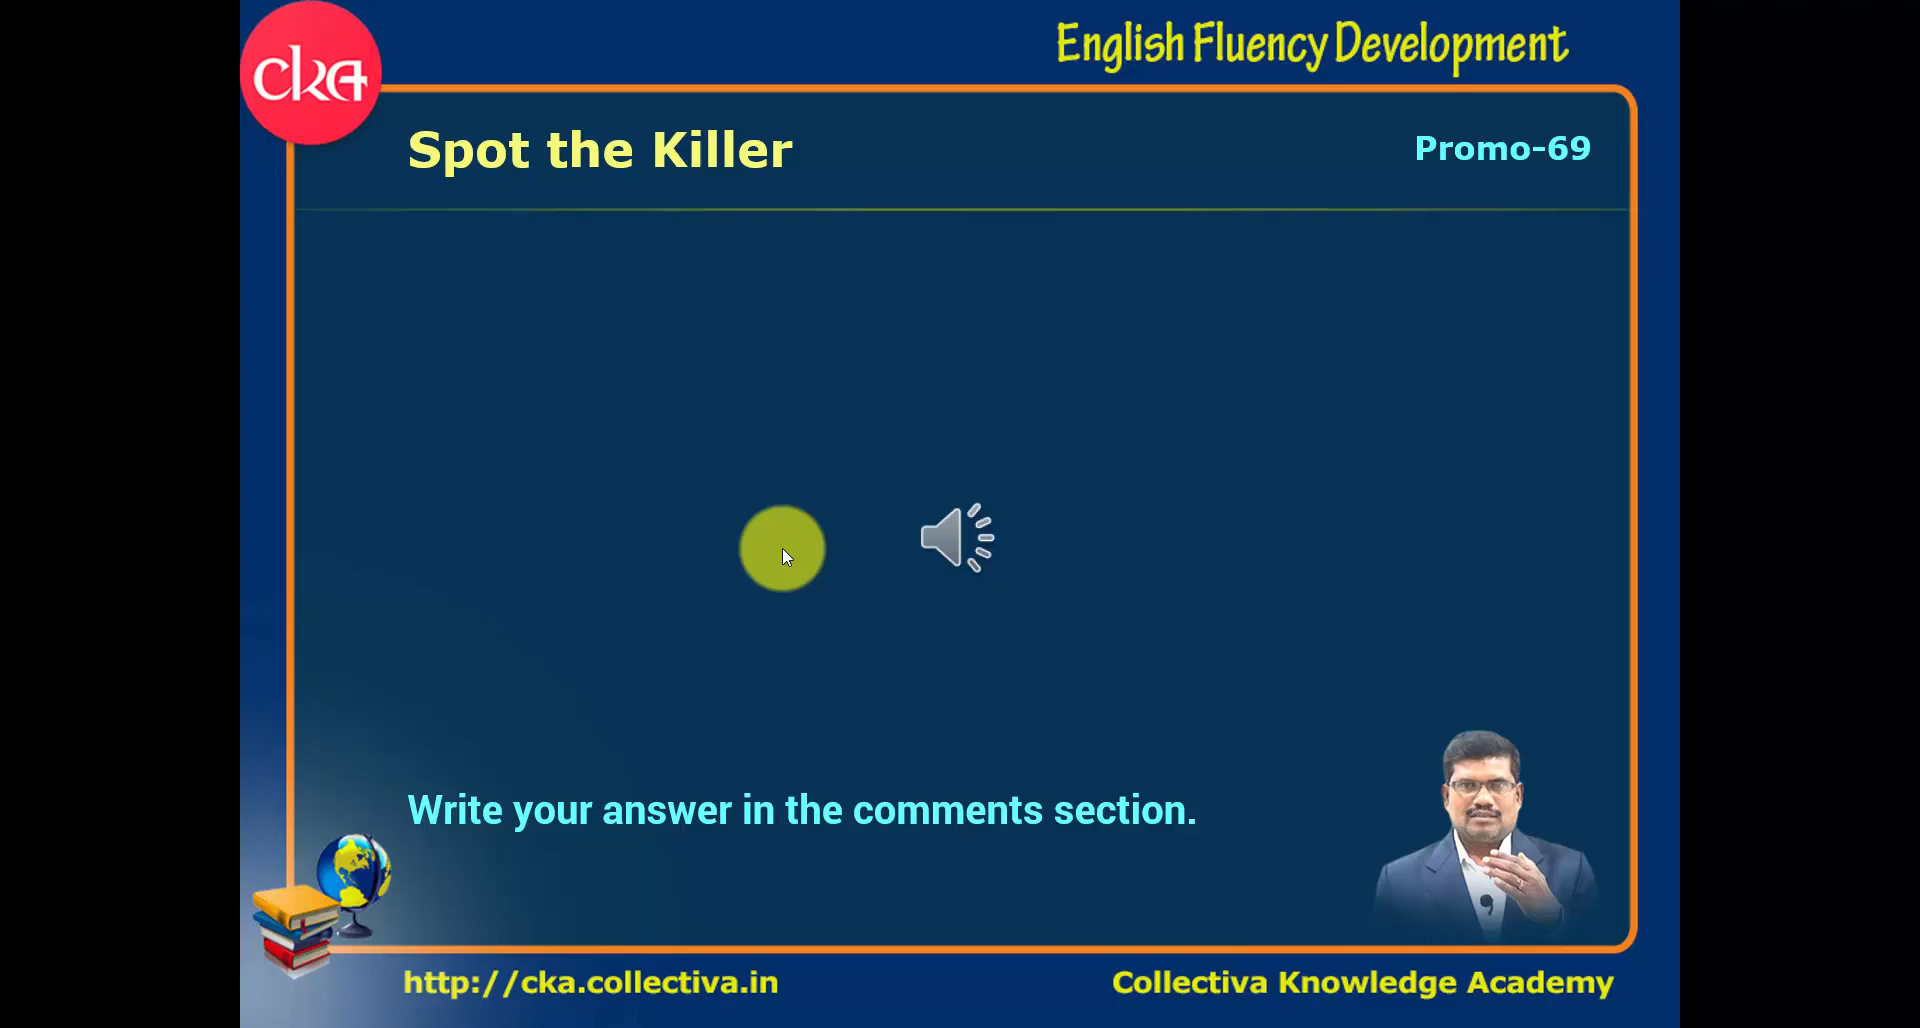 cka
English Fluency Development
Spot the Killer
Promo-69
Write your answer in the comments section.
http://cka.collectiva.in
Collectiva Knowledge Academy